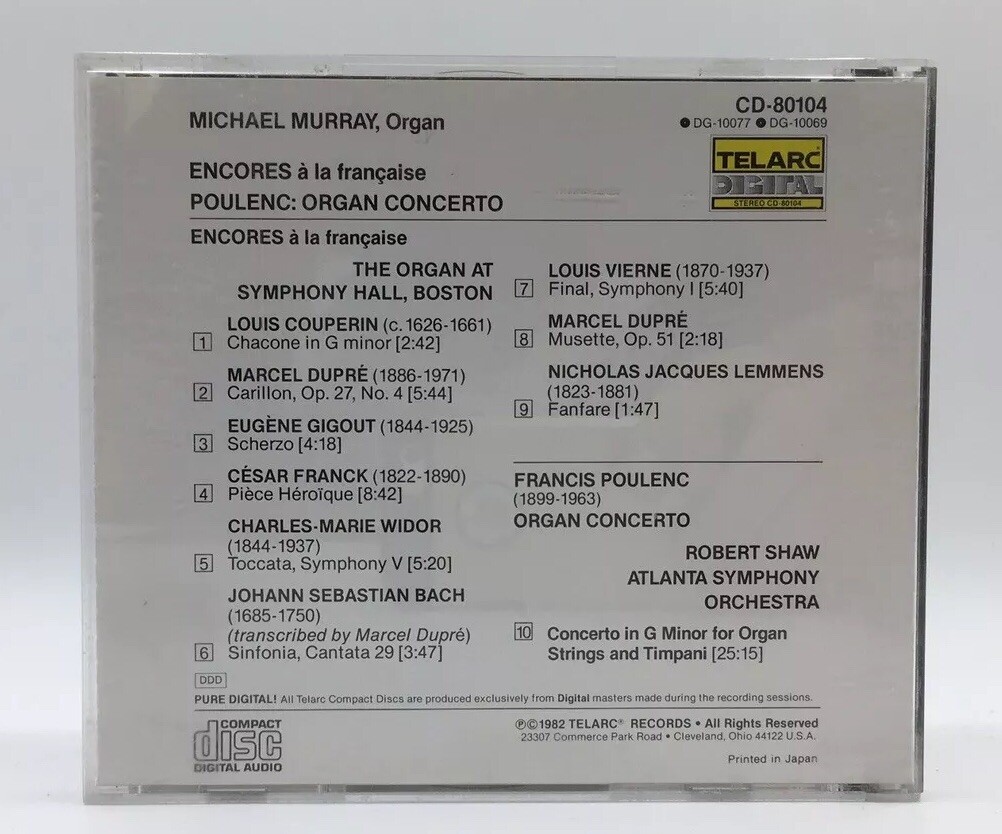 MICHAEL MURRAY, Organ
CD-80104
DG-10077 DG-10069
TELARC
DIGITAL
STEREO CD-80104
ENCORES à la française
POULENC: ORGAN CONCERTO
ENCORES à la française
THE ORGAN AT
SYMPHONY HALL, BOSTON
LOUIS COUPERIN (c. 1626-1661)
1 Chacone in G minor [2:42]
MARCEL DUPRÉ (1886-1971)
2 Carillon, Op. 27, No. 4 [5:44]
EUGÈNE GIGOUT (1844-1925)
3 Scherzo [4:18]
CÉSAR FRANCK (1822-1890)
4 Pièce Héroïque [8:42]
CHARLES-MARIE WIDOR
(1844-1937)
5 Toccata, Symphony V [5:20]
JOHANN SEBASTIAN BACH
(1685-1750)
(transcribed by Marcel Dupré)
6 Sinfonia, Cantata 29 [3:47]
LOUIS VIERNE (1870-1937)
7 Final, Symphony I [5:40]
MARCEL DUPRÉ
8 Musette, Op. 51 [2:18]
NICHOLAS JACQUES LEMMENS
(1823-1881)
9 Fanfare [1:47]
FRANCIS POULENC
(1899-1963)
ORGAN CONCERTO
ROBERT SHAW
ATLANTA SYMPHONY
ORCHESTRA
10 Concerto in G Minor for Organ
Strings and Timpani [25:15]
DDD
PURE DIGITAL! All Telarc Compact Discs are produced exclusively from Digital masters made during the recording sessions.
COMPACT
disc
DIGITAL AUDIO
℗©1982 TELARC® RECORDS • All Rights Reserved
23307 Commerce Park Road • Cleveland, Ohio 44122 U.S.A.
Printed in Japan